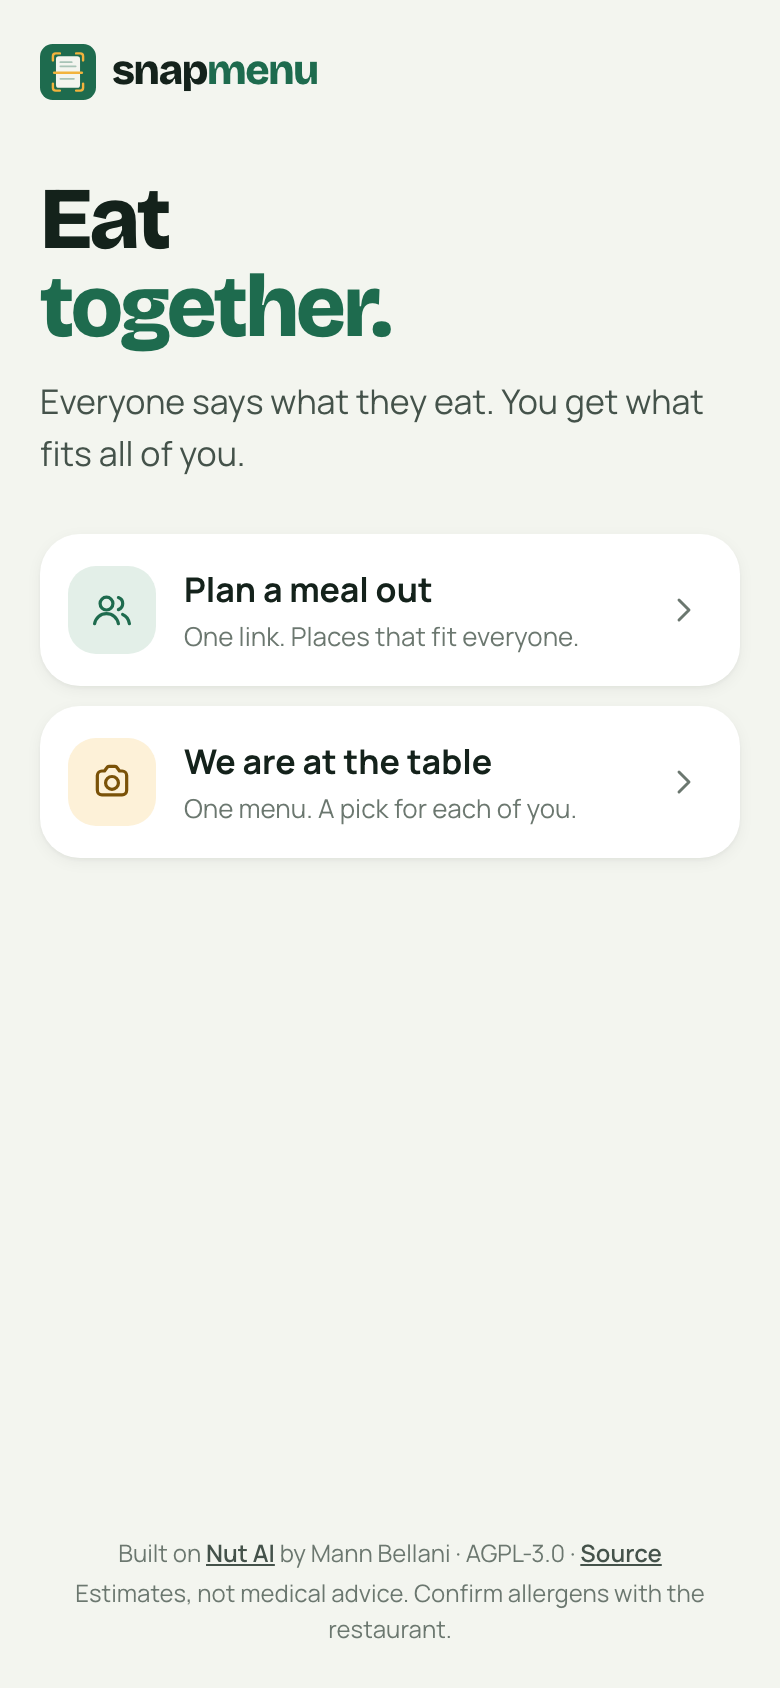 snapmenu
Eat
together.
Everyone says what they eat. You get what
fits all of you.
Plan a meal out
One link. Places that fit everyone.
We are at the table
One menu. A pick for each of you.
Built on Nut AI by Mann Bellani · AGPL-3.0 · Source
Estimates, not medical advice. Confirm allergens with the
restaurant.